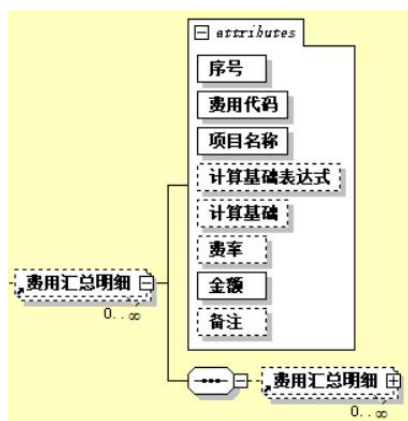 attributes
序号
费用代码
项目名称
计算基础表达式
计算基础
费率
金额
备注
费用汇总明细
0..∞
费用汇总明细
0..∞